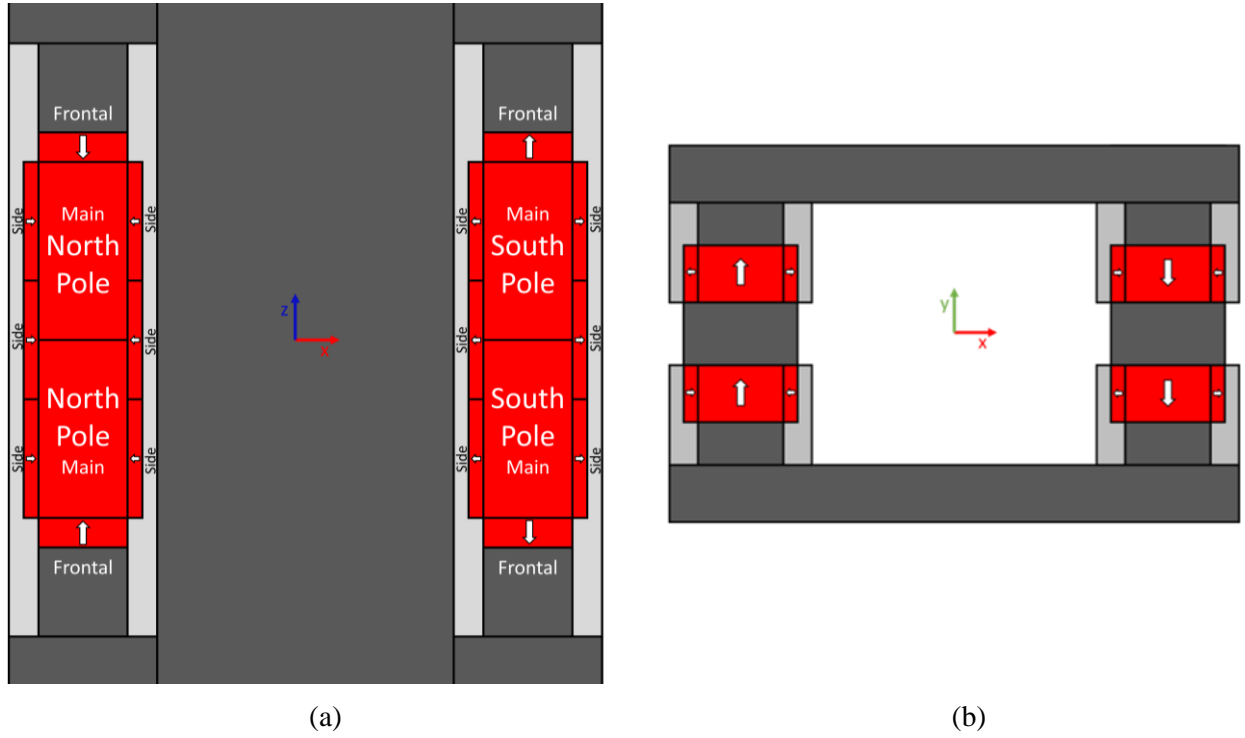 Frontal
Frontal
Side
Main
North
Pole
Side
Side
Main
South
Pole
Side
z
x
Side
Side
Side
Side
North
Pole
Main
Side
Side
South
Pole
Main
Side
Side
Frontal
Frontal
y
x
(a)
(b)